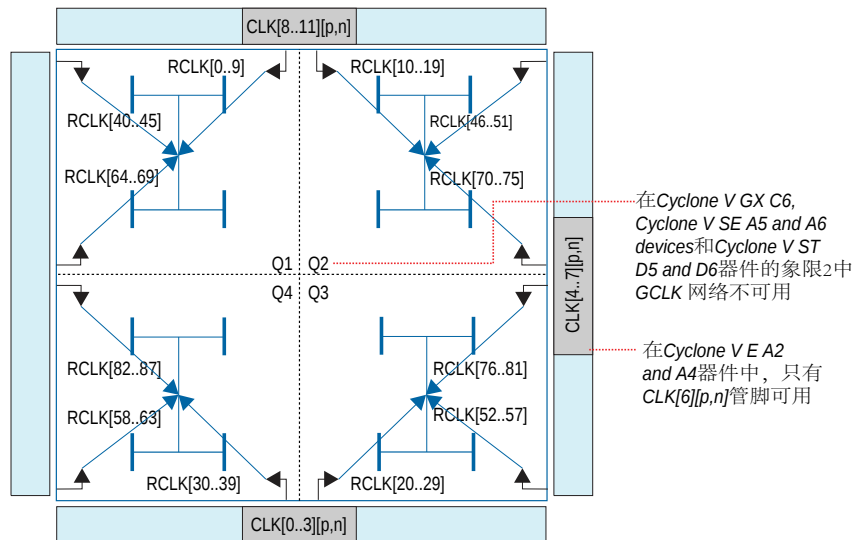 CLK[8..11][p,n]
RCLK[0..9]
RCLK[10..19]
RCLK[40..45]
RCLK[46..51]
RCLK[64..69]
RCLK[70..75]
在Cyclone V GX C6,
Cyclone V SE A5 and A6
devices和Cyclone V ST
D5 and D6器件的象限2中
GCLK 网络不可用
Q1 Q2
Q4 Q3
CLK[4..7][p,n]
在Cyclone V E A2
and A4器件中，只有
CLK[6][p,n]管脚可用
RCLK[82..87]
RCLK[76..81]
RCLK[58..63]
RCLK[52..57]
RCLK[30..39]
RCLK[20..29]
CLK[0..3][p,n]